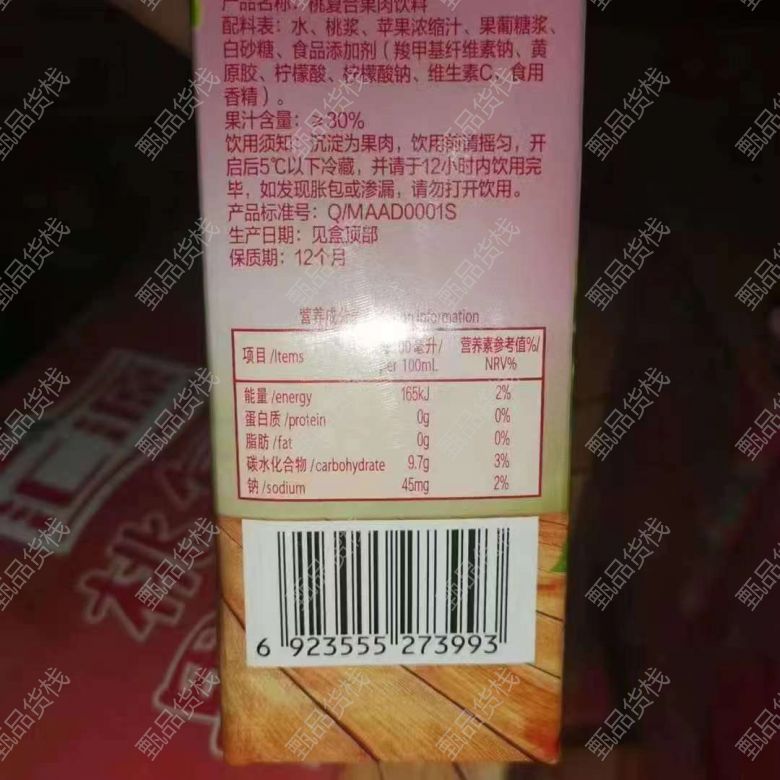 产品名称：桃复合果肉饮料
配料表：水、桃浆、苹果浓缩汁、果葡糖浆、
白砂糖、食品添加剂（羧甲基纤维素钠、黄
原胶、柠檬酸、柠檬酸钠、维生素C、食用
香精）。
果汁含量：≥30%
饮用须知：沉淀为果肉，饮用前请摇匀，开
启后5℃以下冷藏，并请于12小时内饮用完
毕，如发现胀包或渗漏，请勿打开饮用。
产品标准号：Q/MAAD0001S
生产日期：见盒顶部
保质期：12个月
营养成分 information
项目/Items 00毫升/ 营养素参考值%/
per 100mL NRV%
能量/energy 165kJ 2%
蛋白质/protein 0g 0%
脂肪/fat 0g 0%
碳水化合物/carbohydrate 9.7g 3%
钠/sodium 45mg 2%
6 923555 273993
汇源
桃
甄品货栈